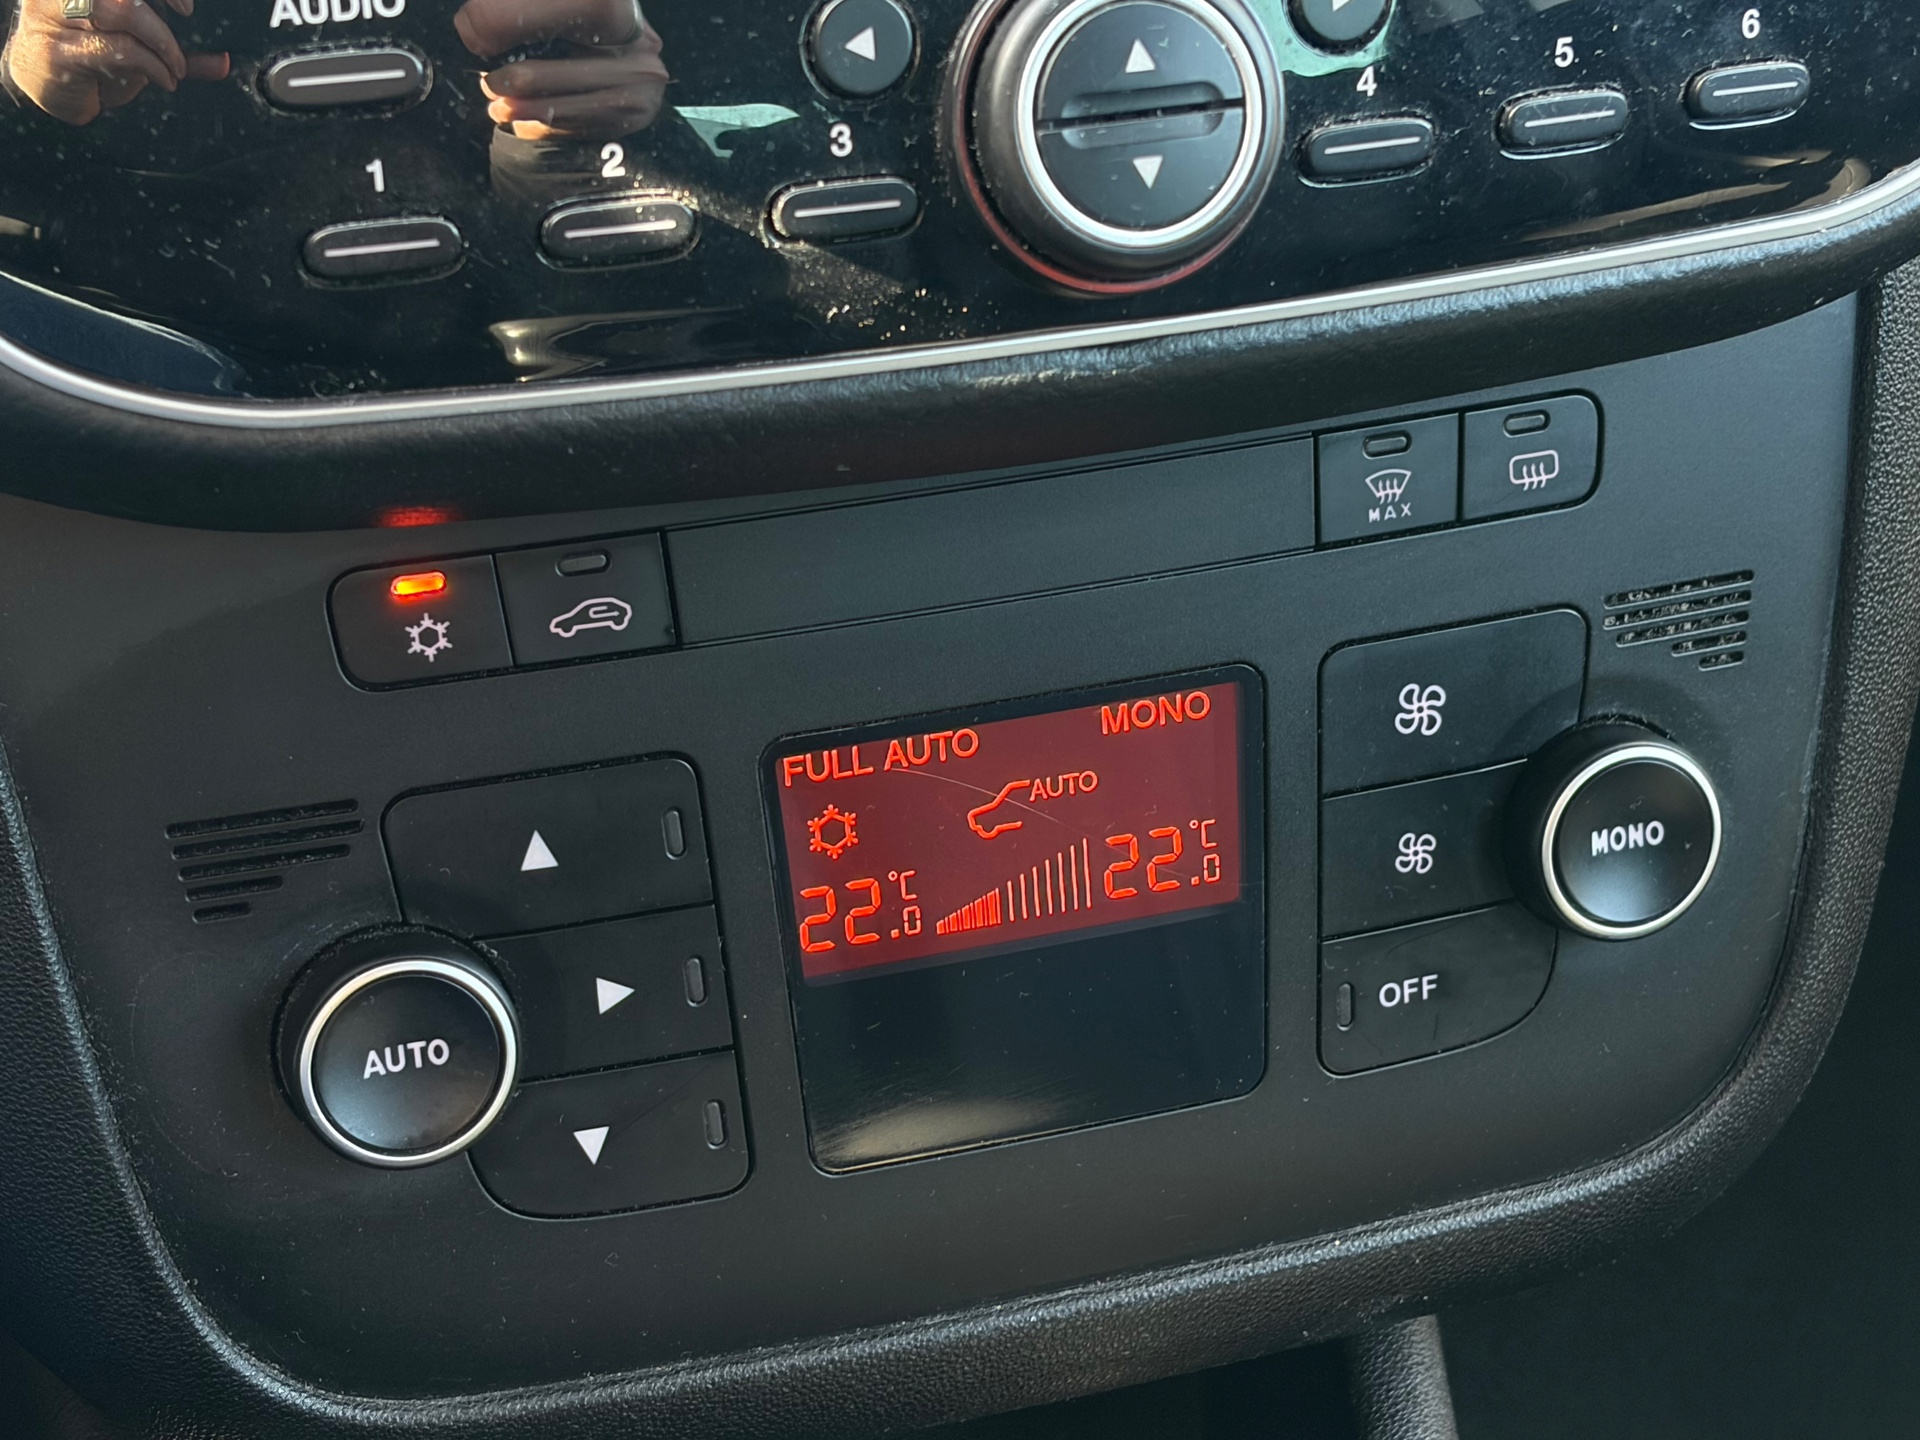 AUDIO
1 2 3 4 5 6
MAX
FULL AUTO MONO
AUTO
22.0°C 22.0°C
AUTO
MONO
OFF